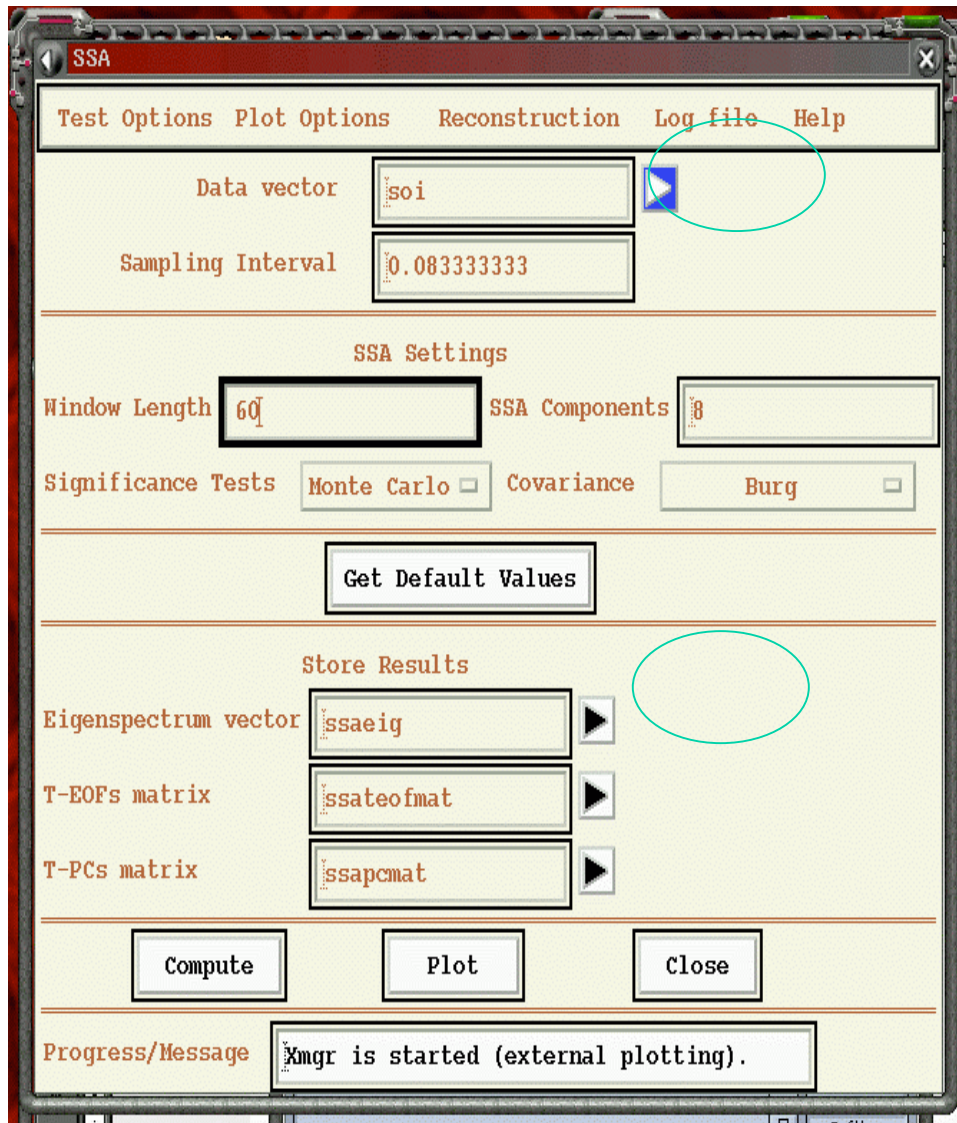 SSA
Test Options Plot Options Reconstruction Log file Help
Data vector soi
Sampling Interval 0.083333333
SSA Settings
Window Length 60 SSA Components 8
Significance Tests Monte Carlo Covariance Burg
Get Default Values
Store Results
Eigenspectrum vector ssaeig
T-EOFs matrix ssateofmat
T-PCs matrix ssapcmat
Compute Plot Close
Progress/Message Xmgr is started (external plotting).